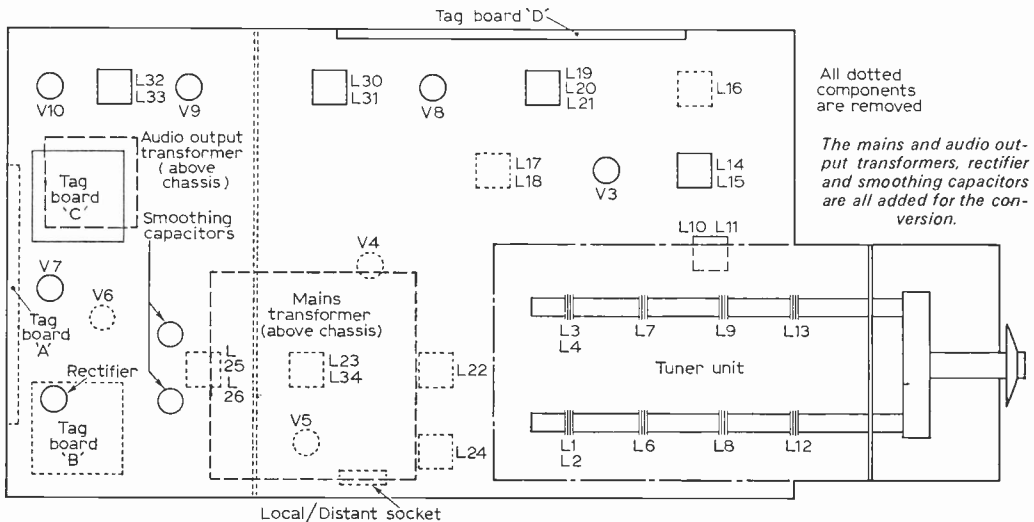 Tag board `D'
V10
L32
L33
V9
L30
L31
V8
L19
L20
L21
L16
All dotted
components
are removed
The mains and audio out-
put transformers, rectifier
and smoothing capacitors
are all added for the con-
version.
Audio output
transformer
(above
chassis)
Tag
board
'C'
Smoothing
capacitors
L17
L18
V3
L14
L15
L10 L11
V4
V7
V6
Tag
board
'A'
Mains
transformer
(above chassis)
L
25
L
26
L23
L34
L22
L3
L4
L7
L9
L13
Tuner unit
Rectifier
Tag
board
'B'
V5
L24
L1
L2
L6
L8
L12
Local/Distant socket